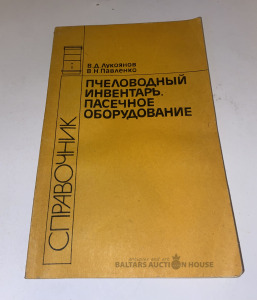 В.Д. Лукоянов
В.Н. Павленко
ПЧЕЛОВОДНЫЙ
ИНВЕНТАРЬ.
ПАСЕЧНОЕ
ОБОРУДОВАНИЕ
СПРАВОЧНИК
BALTARS AUCTION HOUSE